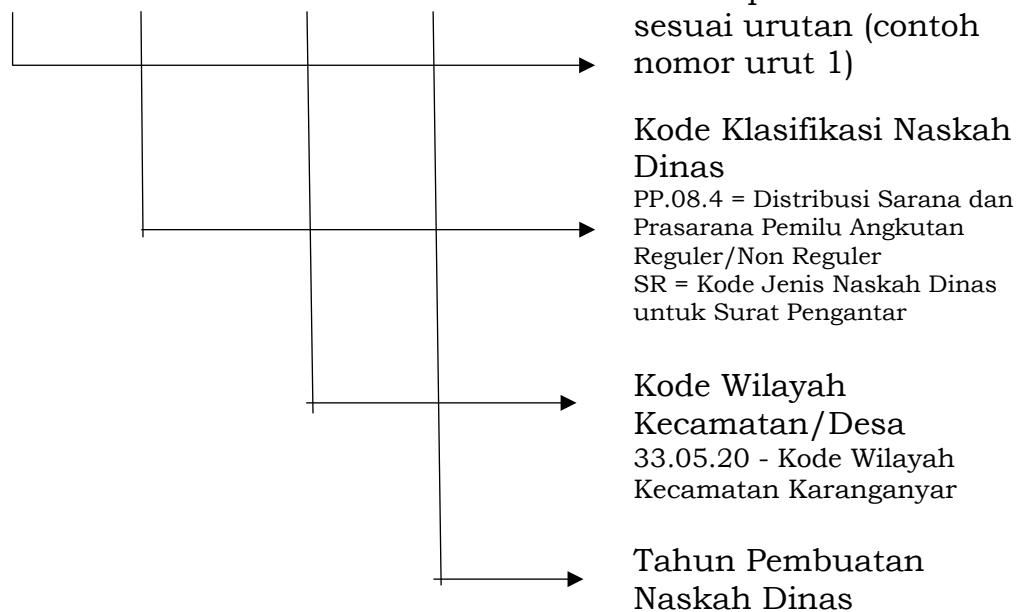 sesuai urutan (contoh
nomor urut 1)
Kode Klasifikasi Naskah
Dinas
PP.08.4 = Distribusi Sarana dan
Prasarana Pemilu Angkutan
Reguler/Non Reguler
SR = Kode Jenis Naskah Dinas
untuk Surat Pengantar
Kode Wilayah
Kecamatan/Desa
33.05.20 - Kode Wilayah
Kecamatan Karanganyar
Tahun Pembuatan
Naskah Dinas